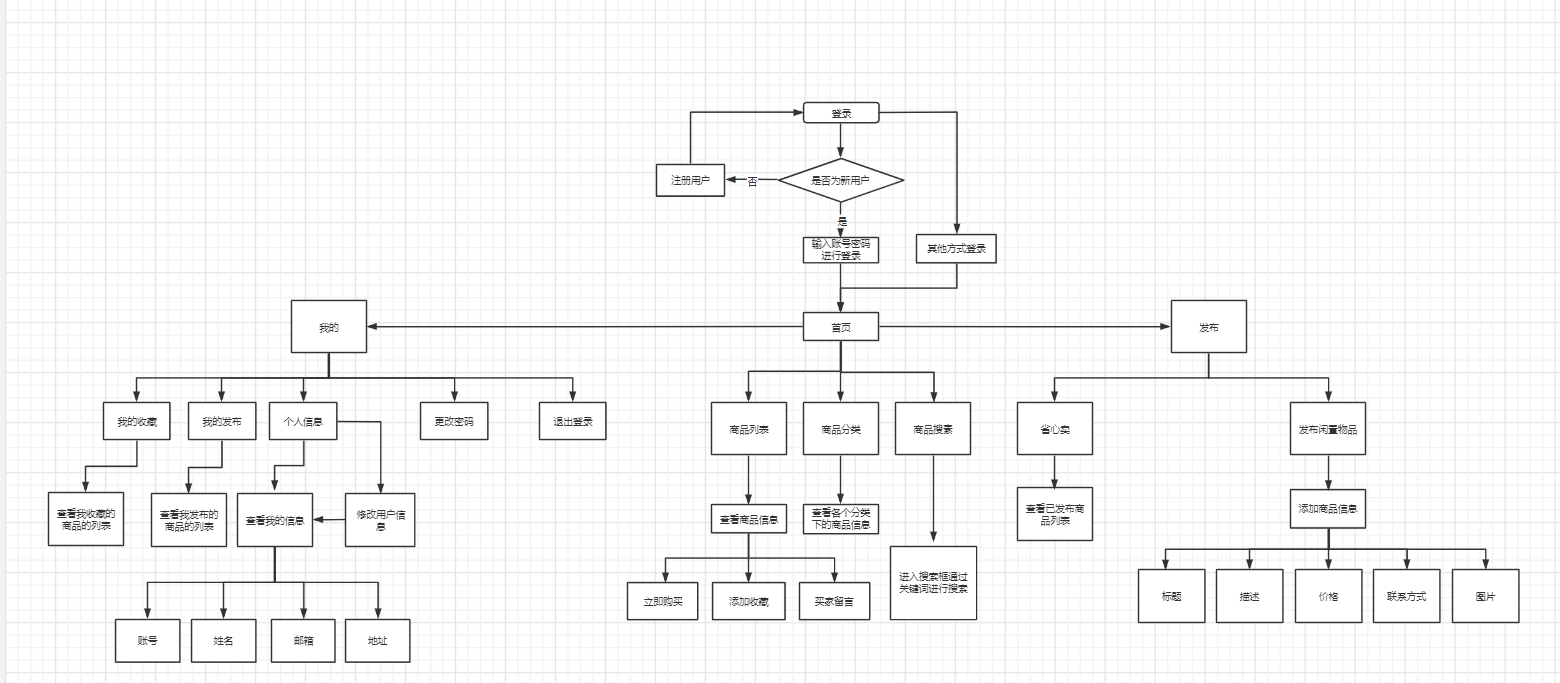 登录
注册用户
否
是否为新用户
是
输入账号密码
进行登录
其他方式登录
我的
首页
发布
我的收藏
我的发布
个人信息
更改密码
退出登录
商品列表
商品分类
商品搜素
省心卖
发布闲置物品
查看我收藏的
商品的列表
查看我发布的
商品的列表
查看我的信息
修改用户信
息
查看商品信息
查看各个分类
下的商品信息
查看已发布商
品列表
添加商品信息
进入搜索框通过
关键词进行搜索
立即购买
添加收藏
买家留言
标题
描述
价格
联系方式
图片
账号
姓名
邮箱
地址